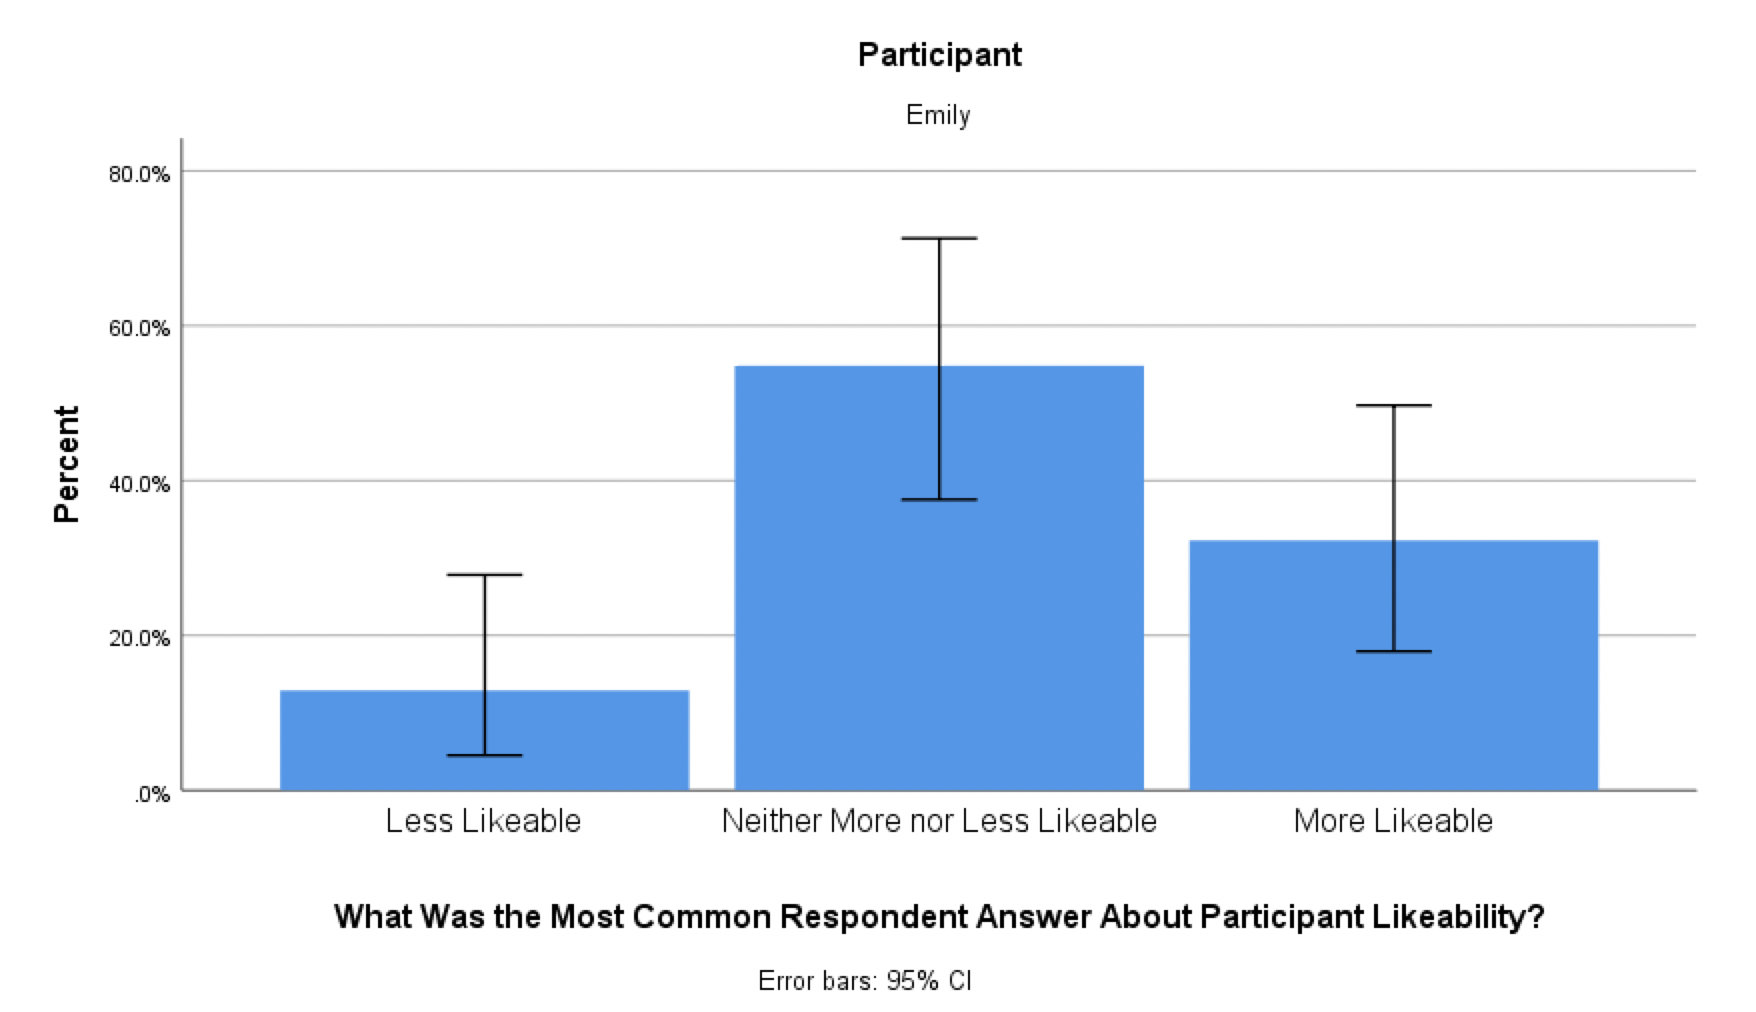 Participant
Emily
80.0%
60.0%
40.0%
20.0%
.0%
Percent
Less Likeable
Neither More nor Less Likeable
More Likeable
What Was the Most Common Respondent Answer About Participant Likeability?
Error bars: 95% CI